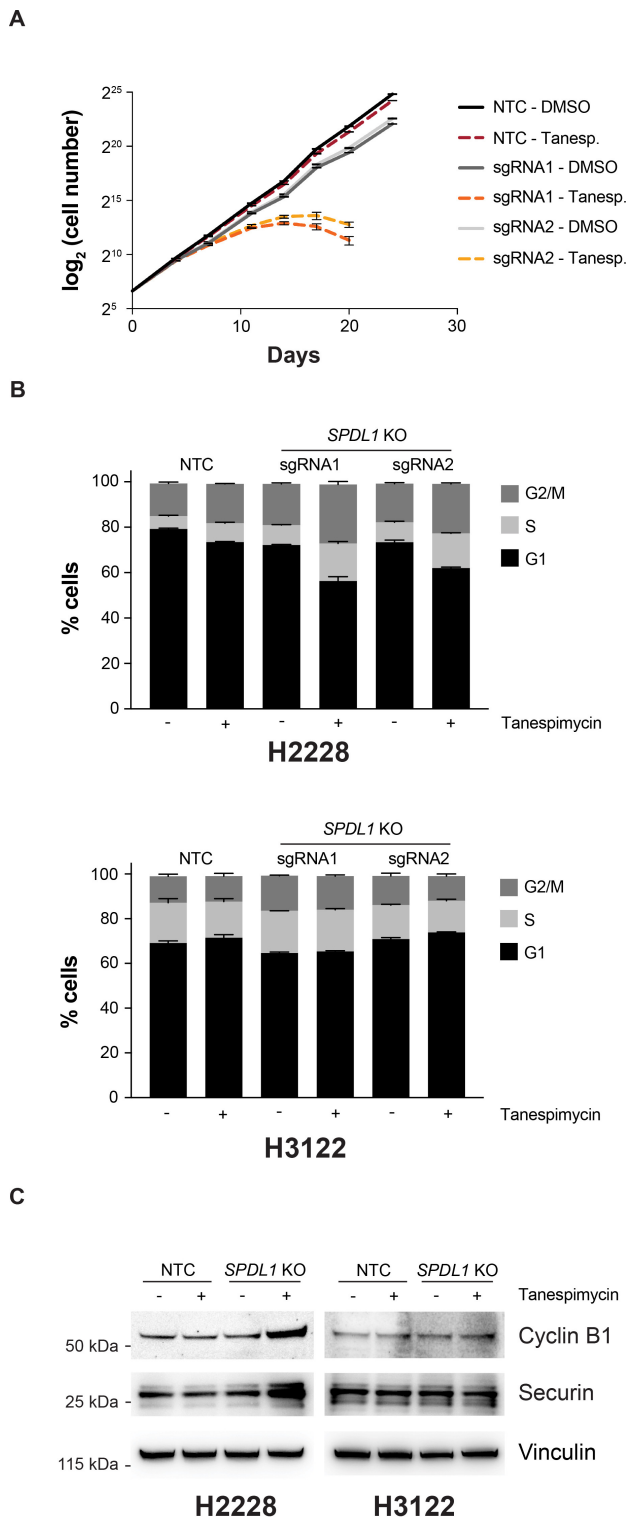 A
log2 (cell number)
2^25
2^20
2^15
2^10
2^5
0 10 20 30
Days
NTC - DMSO
NTC - Tanesp.
sgRNA1 - DMSO
sgRNA1 - Tanesp.
sgRNA2 - DMSO
sgRNA2 - Tanesp.
B
SPDL1 KO
NTC sgRNA1 sgRNA2
% cells
100
80
60
40
20
0
G2/M
S
G1
- + - + - + Tanespimycin
H2228
SPDL1 KO
NTC sgRNA1 sgRNA2
% cells
100
80
60
40
20
0
G2/M
S
G1
- + - + - + Tanespimycin
H3122
C
NTC SPDL1 KO NTC SPDL1 KO
- + - + - + - + Tanespimycin
50 kDa - Cyclin B1
25 kDa - Securin
115 kDa - Vinculin
H2228 H3122